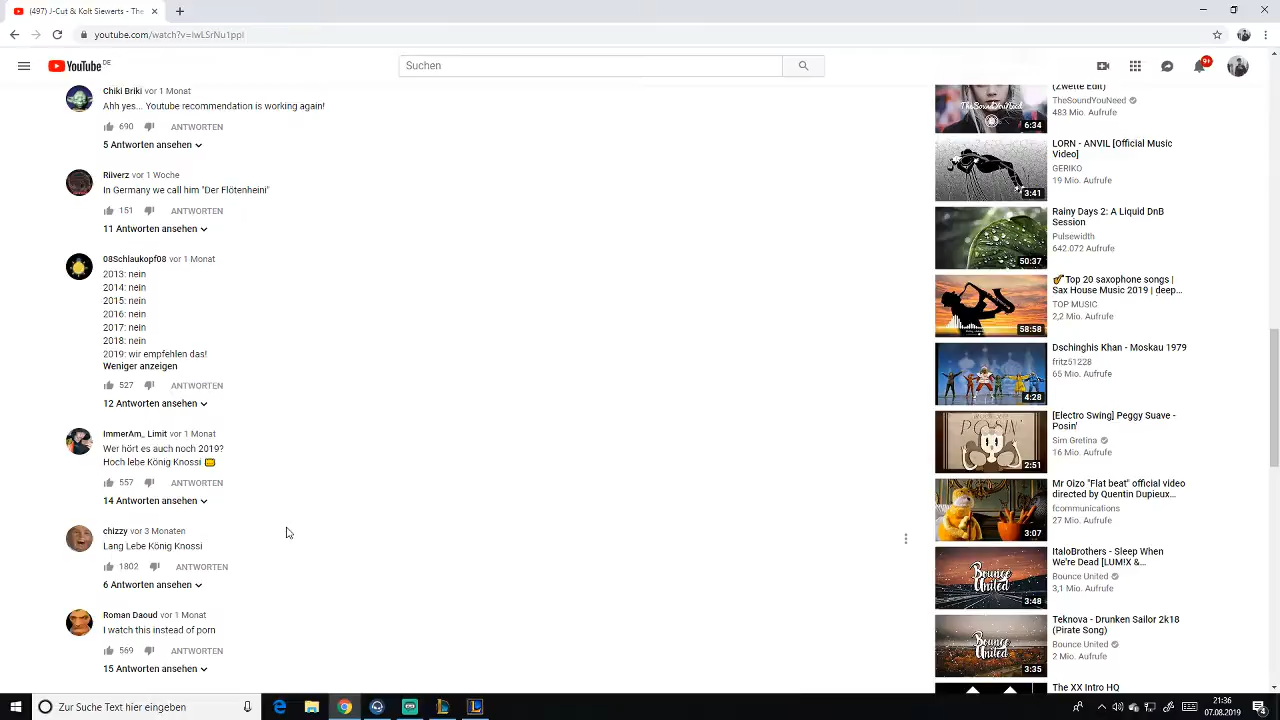 (497) J-Cut & Kolt Siewerts - The
youtube.com/watch?v=iwLSrNu1ppI
YouTube DE
Suchen
9+
Chiki Briki vor 1 Monat
Ahh yes... Youtube recommendation is working again!
690 ANTWORTEN
5 Antworten ansehen
Riiverz vor 1 Woche
In Germany we call him "Der Flötenheini"
151 ANTWORTEN
11 Antworten ansehen
08Schlaukopf08 vor 1 Monat
2013: nein
2014: nein
2015: nein
2016: nein
2017: nein
2018: nein
2019: wir empfehlen das!
Weniger anzeigen
527 ANTWORTEN
12 Antworten ansehen
ImmerAm_ Limit vor 1 Monat
Wer hört es auch noch 2019?
Hoch lebe König Knossi
557 ANTWORTEN
14 Antworten ansehen
chizzy vor 3 Monaten
Lang Lebe König Knossi
1802 ANTWORTEN
6 Antworten ansehen
Roman Daoud vor 1 Monat
I watch this instead of porn
569 ANTWORTEN
15 Antworten ansehen
(Zwette Edit)
TheSoundYouNeed
483 Mio. Aufrufe
TheSoundYouNeed
6:34
LORN - ANVIL [Official Music
Video]
GERIKO
19 Mio. Aufrufe
3:41
Rainy Days 2: A Liquid DnB
Session
Pulsewidth
642.072 Aufrufe
50:37
Top 20 saxophone songs |
Sax House Music 2019 | deep...
TOP MUSIC
2,2 Mio. Aufrufe
58:58
Dschinghis Khan - Moskau 1979
fritz51228
65 Mio. Aufrufe
4:28
[Electro Swing] Peggy Suave -
Posin'
Sim Gretina
16 Mio. Aufrufe
POSIN'
2:51
Mr Oizo "Flat beat" official video
directed by Quentin Dupieux...
fcommunications
27 Mio. Aufrufe
3:07
ItaloBrothers - Sleep When
We're Dead [LUM!X &...
Bounce United
3,1 Mio. Aufrufe
Bounce
United
3:48
Teknova - Drunken Sailor 2k18
(Pirate Song)
Bounce United
2 Mio. Aufrufe
Bounce
United
3:35
The XX Intro HQ
Zur Suche Text hier eingeben
21:36
07.08.2019